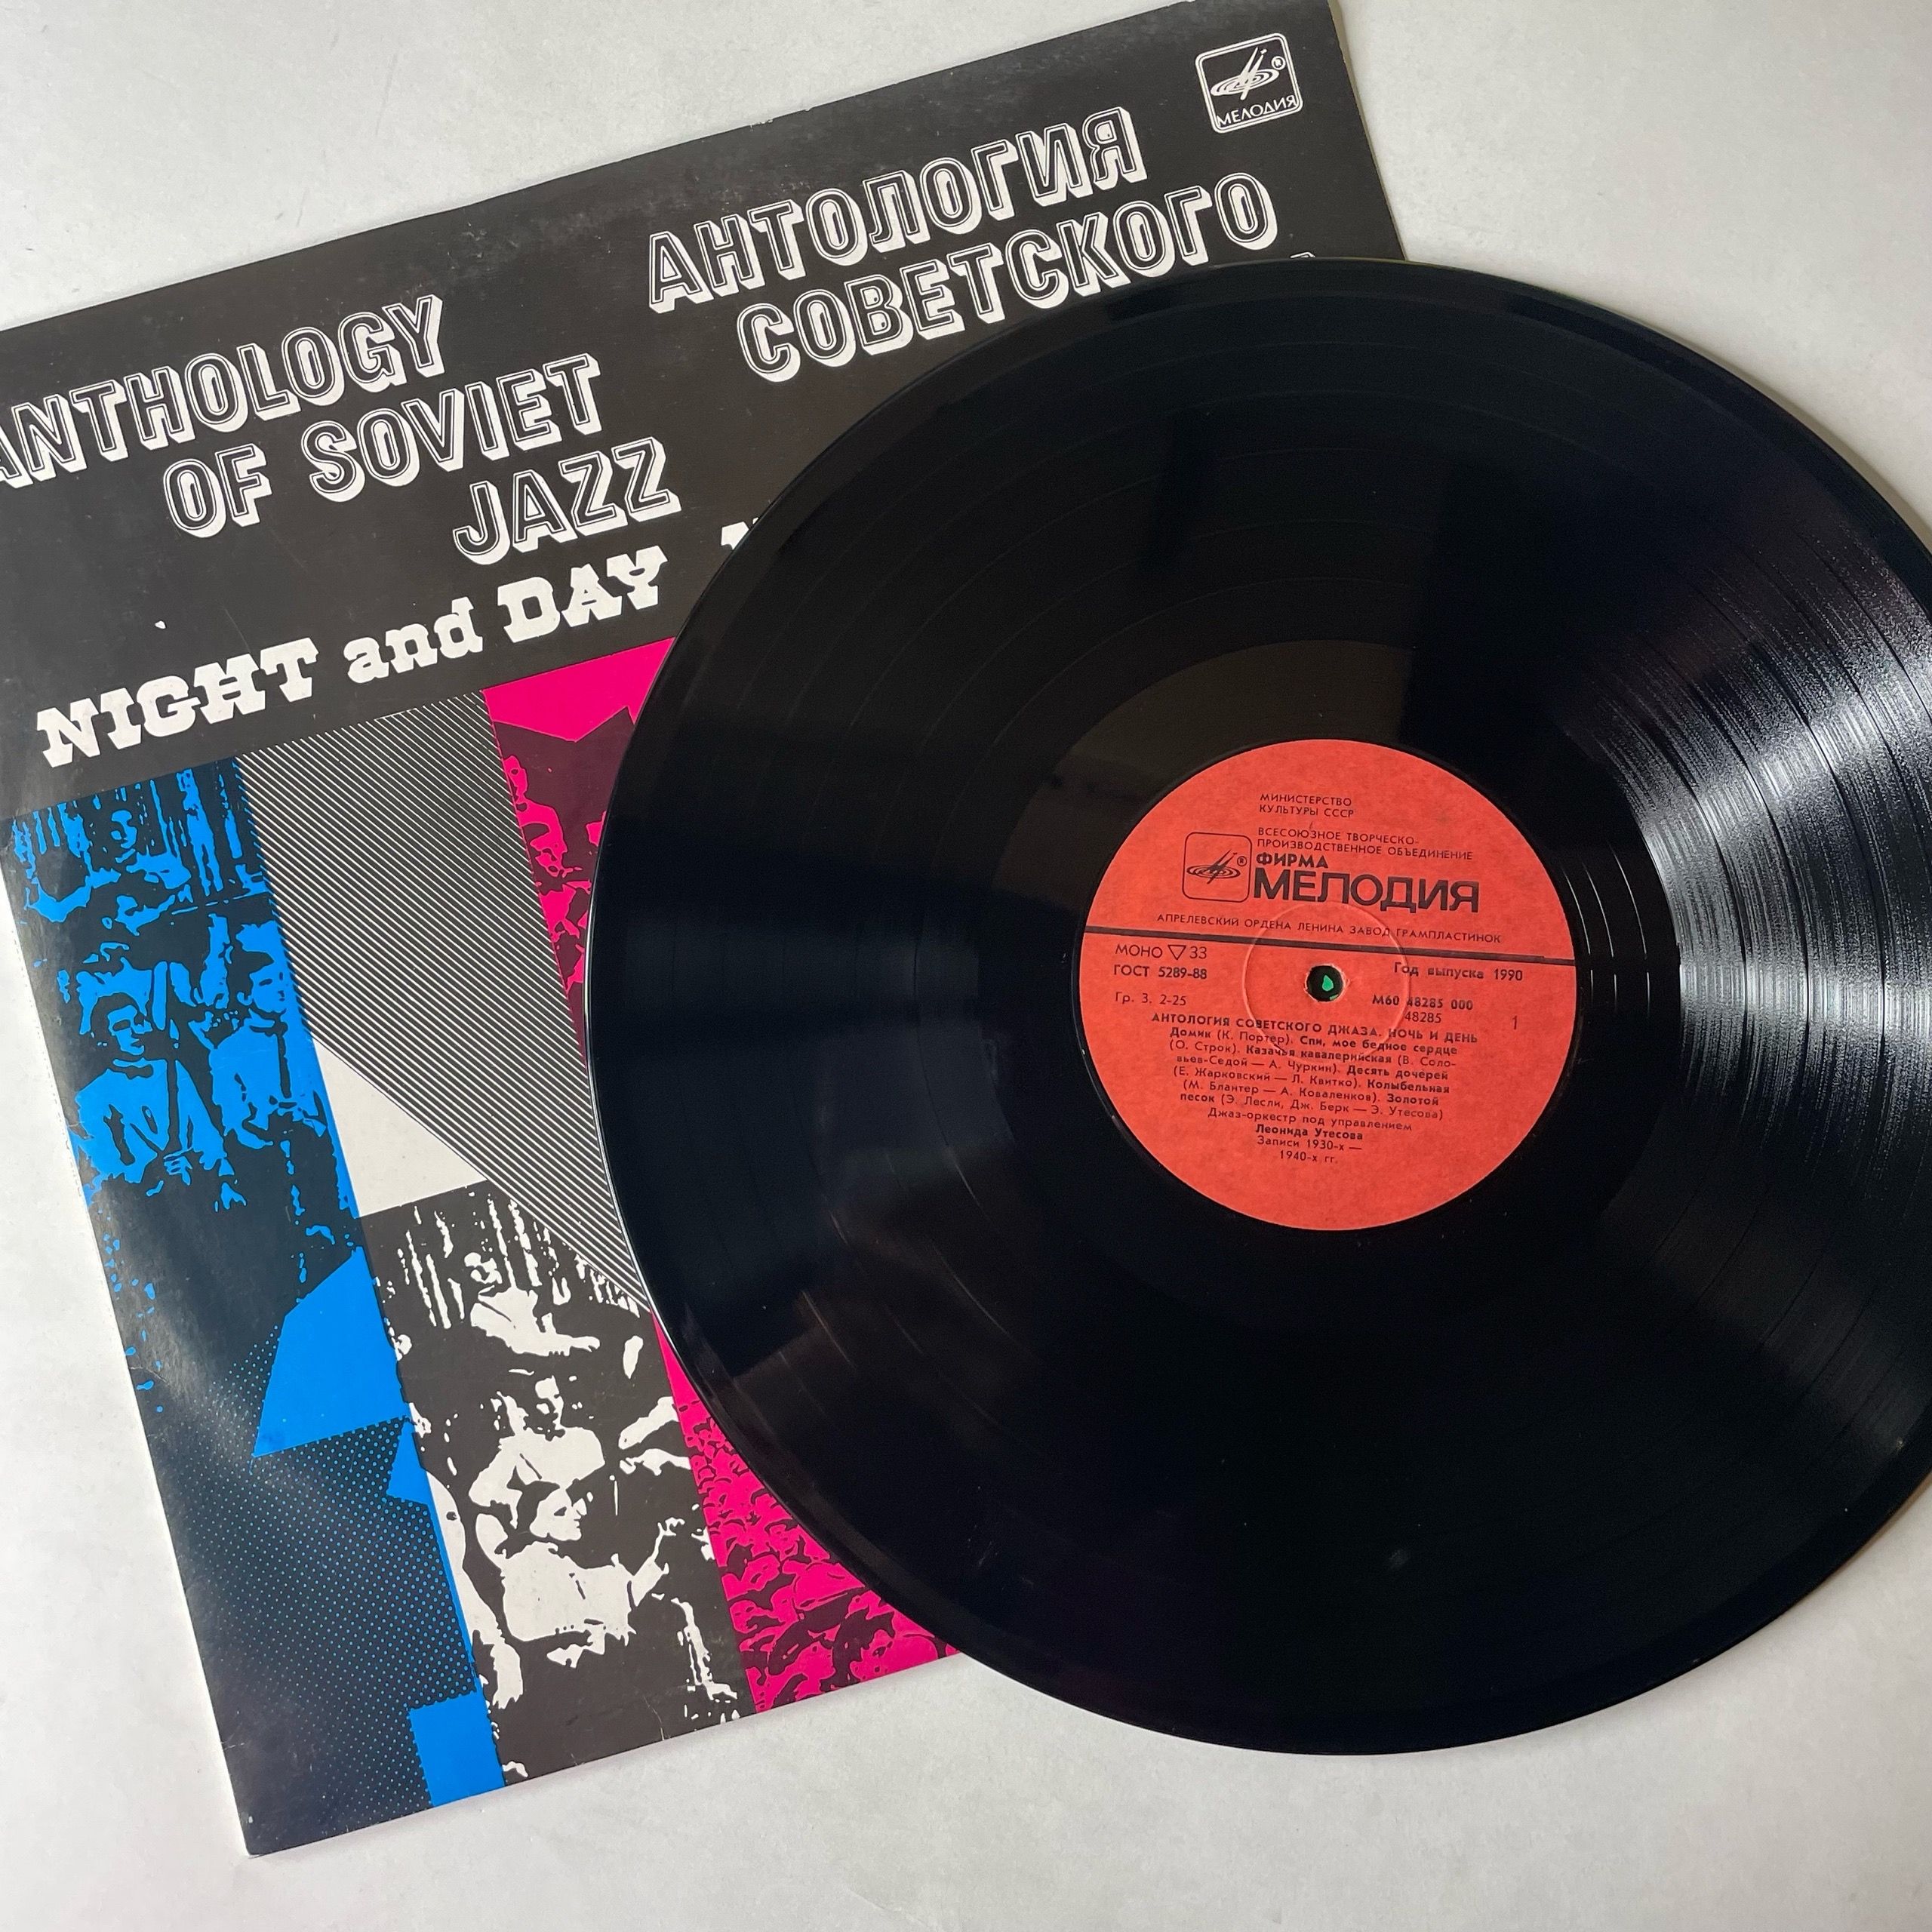 МЕЛОДИЯ
АНТОЛОГИЯ
СОВЕТСКОГО
ANTHOLOGY
OF SOVIET
JAZZ
NIGHT and DAY
МИНИСТЕРСТВО
КУЛЬТУРЫ СССР
ВСЕСОЮЗНОЕ ТВОРЧЕСКО-
ПРОИЗВОДСТВЕННОЕ ОБЪЕДИНЕНИЕ
ФИРМА
МЕЛОДИЯ
АПРЕЛЕВСКИЙ ОРДЕНА ЛЕНИНА ЗАВОД ГРАМПЛАСТИНОК
МОНО ▽ 33
ГОСТ 5289-88
Год выпуска 1990
Гр. 3. 2-25
М60 48285 000
48285
1
АНТОЛОГИЯ СОВЕТСКОГО ДЖАЗА. НОЧЬ И ДЕНЬ
Домик (К. Портер). Спи, мое бедное сердце
(О. Строк). Казачья кавалерийская (В. Соло-
вьев-Седой — А. Чуркин). Десять дочерей
(Е. Жарковский — Л. Квитко). Колыбельная
(М. Блантер — А. Коваленков). Золотой
песок (Э. Лесли, Дж. Берк — Э. Утесова)
Джаз-оркестр под управлением
Леонида Утесова
Записи 1930-х —
1940-х гг.